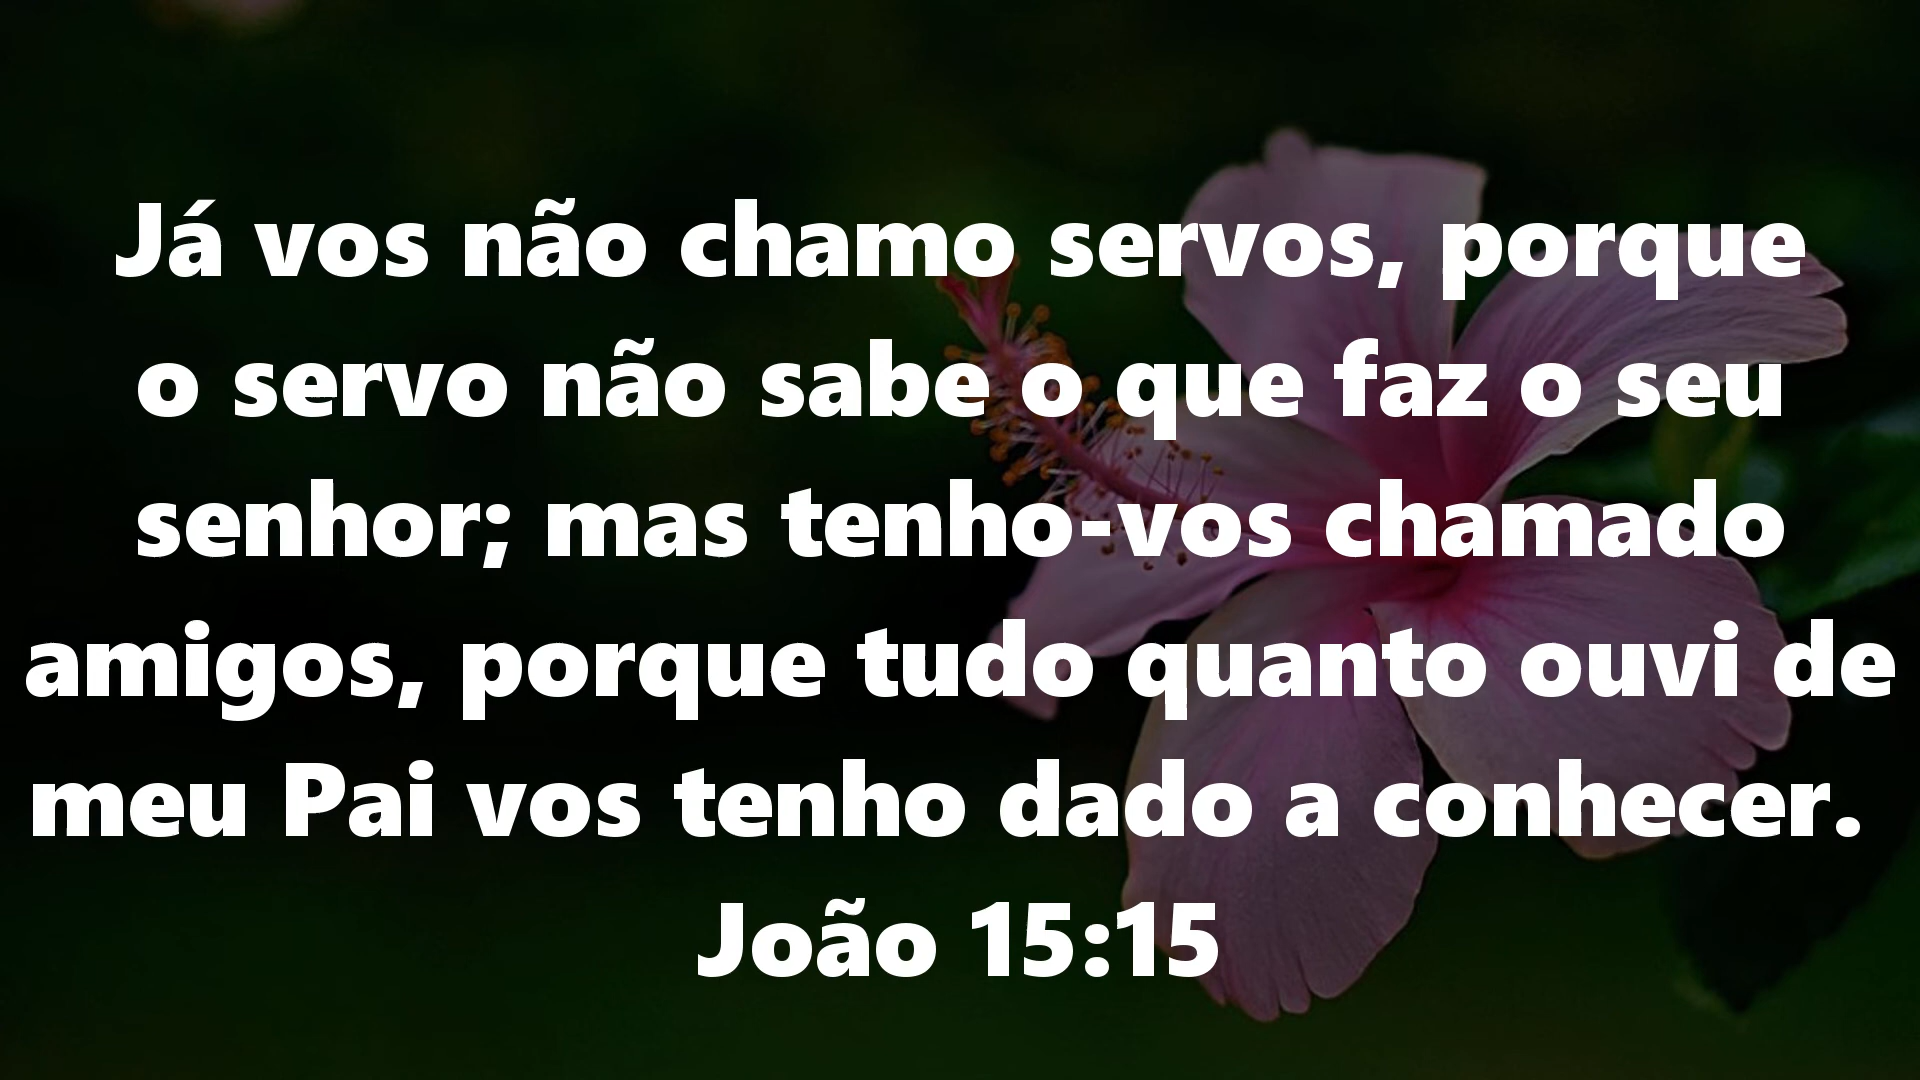 Já vos não chamo servos, porque
o servo não sabe o que faz o seu
senhor; mas tenho-vos chamado
amigos, porque tudo quanto ouvi de
meu Pai vos tenho dado a conhecer.
João 15:15